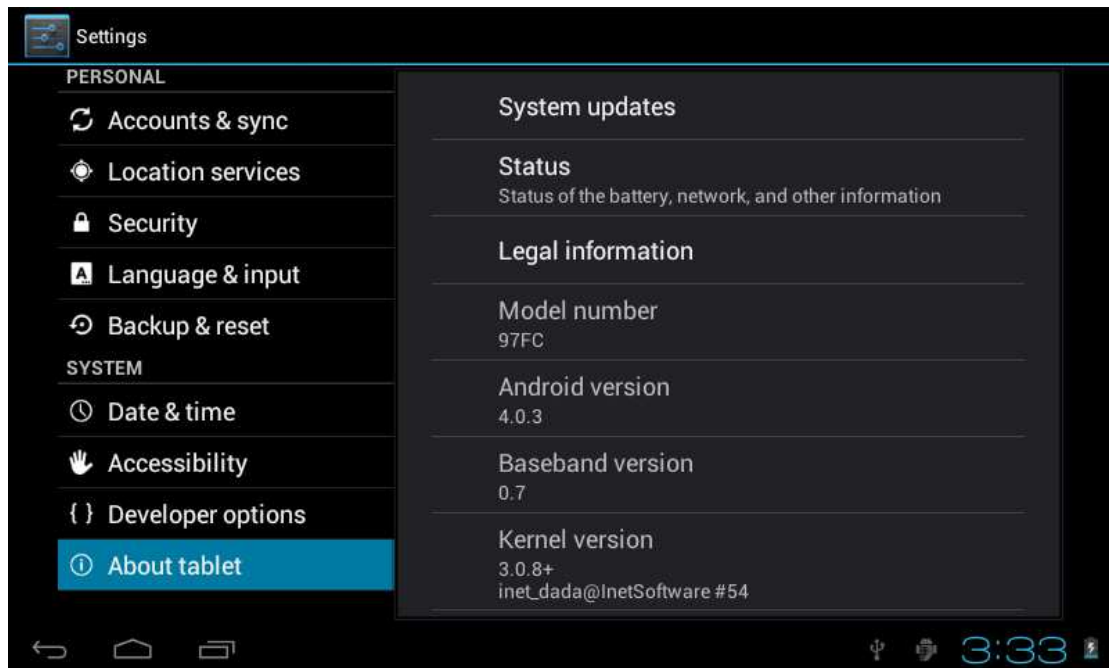 Settings
PERSONAL
Accounts & sync
Location services
Security
Language & input
Backup & reset
SYSTEM
Date & time
Accessibility
{ } Developer options
About tablet
System updates
Status
Status of the battery, network, and other information
Legal information
Model number
97FC
Android version
4.0.3
Baseband version
0.7
Kernel version
3.0.8+
inet_dada@InetSoftware #54
3:33